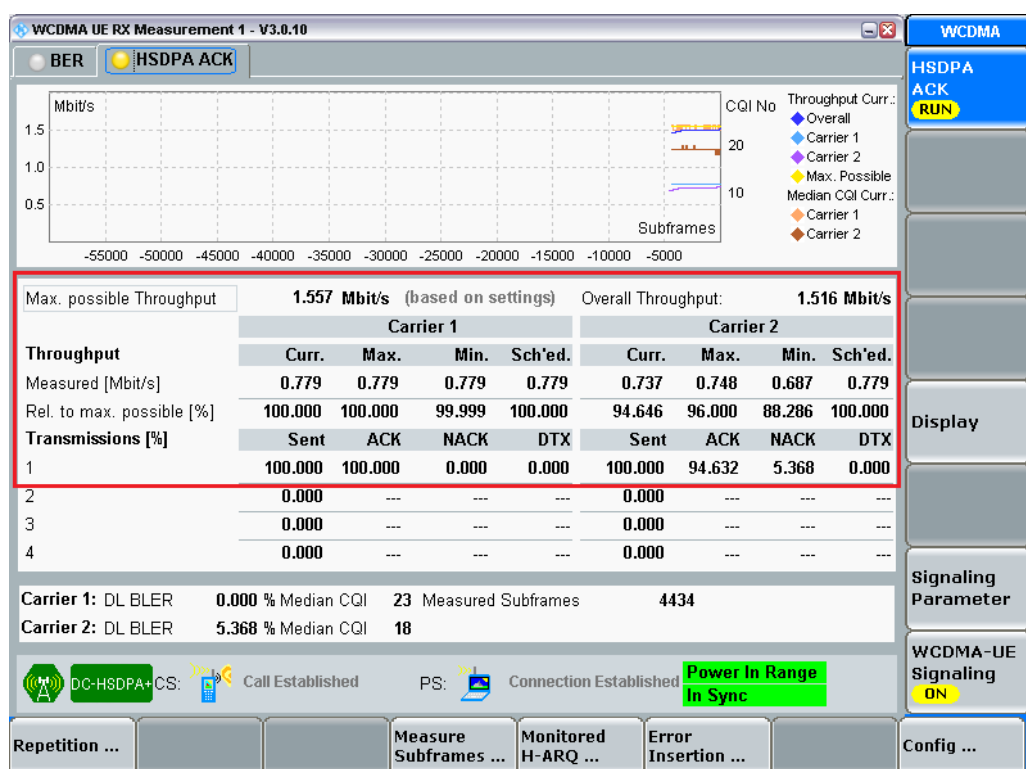 WCDMA UE RX Measurement 1 - V3.0.10
WCDMA
BER HSDPA ACK
HSDPA
ACK
RUN
Mbit/s
CQI No
1.5
1.0
0.5
20
10
Subframes
-55000 -50000 -45000 -40000 -35000 -30000 -25000 -20000 -15000 -10000 -5000
Throughput Curr.:
Overall
Carrier 1
Carrier 2
Max. Possible
Median CQI Curr.:
Carrier 1
Carrier 2
Max. possible Throughput 1.557 Mbit/s (based on settings) Overall Throughput: 1.516 Mbit/s
Carrier 1 Carrier 2
Throughput Curr. Max. Min. Sch'ed. Curr. Max. Min. Sch'ed.
Measured [Mbit/s] 0.779 0.779 0.779 0.779 0.737 0.748 0.687 0.779
Rel. to max. possible [%] 100.000 100.000 99.999 100.000 94.646 96.000 88.286 100.000
Transmissions [%] Sent ACK NACK DTX Sent ACK NACK DTX
1 100.000 100.000 0.000 0.000 100.000 94.632 5.368 0.000
2 0.000 --- --- --- 0.000 --- --- ---
3 0.000 --- --- --- 0.000 --- --- ---
4 0.000 --- --- --- 0.000 --- --- ---
Display
Carrier 1: DL BLER 0.000 % Median CQI 23 Measured Subframes 4434
Carrier 2: DL BLER 5.368 % Median CQI 18
Signaling
Parameter
DC-HSDPA+ CS: Call Established PS: Connection Established Power In Range
In Sync
WCDMA-UE
Signaling
ON
Repetition ...
Measure
Subframes ...
Monitored
H-ARQ ...
Error
Insertion ...
Config ...